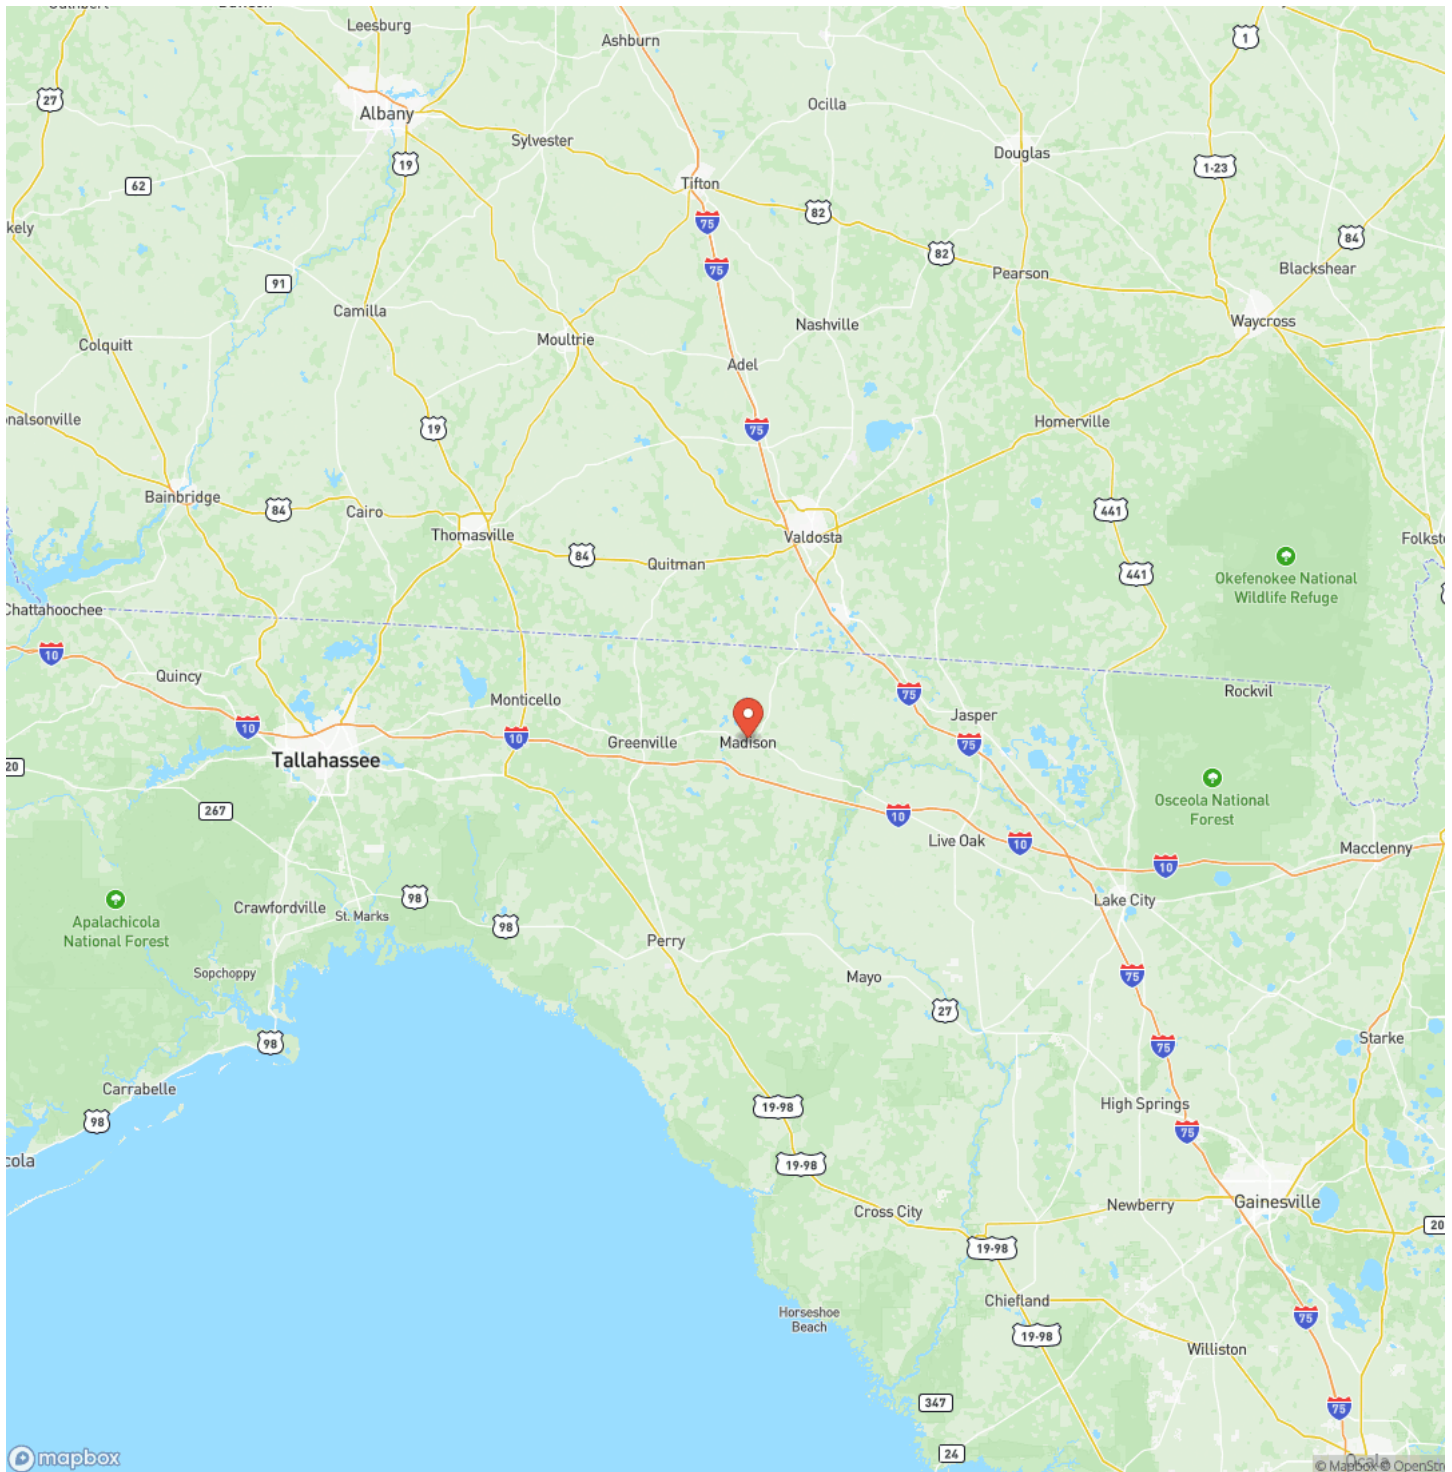 Leesburg
Ashburn
1
27
Albany
Ocilla
Sylvester
Douglas
19
1-23
62
Tifton
82
75
kely
84
82
75
Blackshear
Pearson
91
Camilla
Nashville
Waycross
Moultrie
Colquitt
Adel
nalsonville
19
75
Homerville
Bainbridge
84
Cairo
441
Thomasville
Valdosta
Folkst
84
Quitman
441
Okefenokee National
Wildlife Refuge
Chattahoochee
10
Quincy
Monticello
75
Rockvil
Jasper
10
10
Greenville
Madison
75
Tallahassee
20
267
Osceola National
Forest
10
Live Oak
10
Macclenny
10
98
Apalachicola
National Forest
Crawfordville
St. Marks
98
Lake City
Perry
Sopchoppy
Mayo
75
27
98
Starke
75
Carrabelle
98
19-98
High Springs
75
cola
19-98
Cross City
Newberry
Gainesville
20
19-98
Horseshoe
Beach
Chiefland
75
19-98
Williston
347
75
24
mapbox
Ocala
© Mapbox © OpenStre